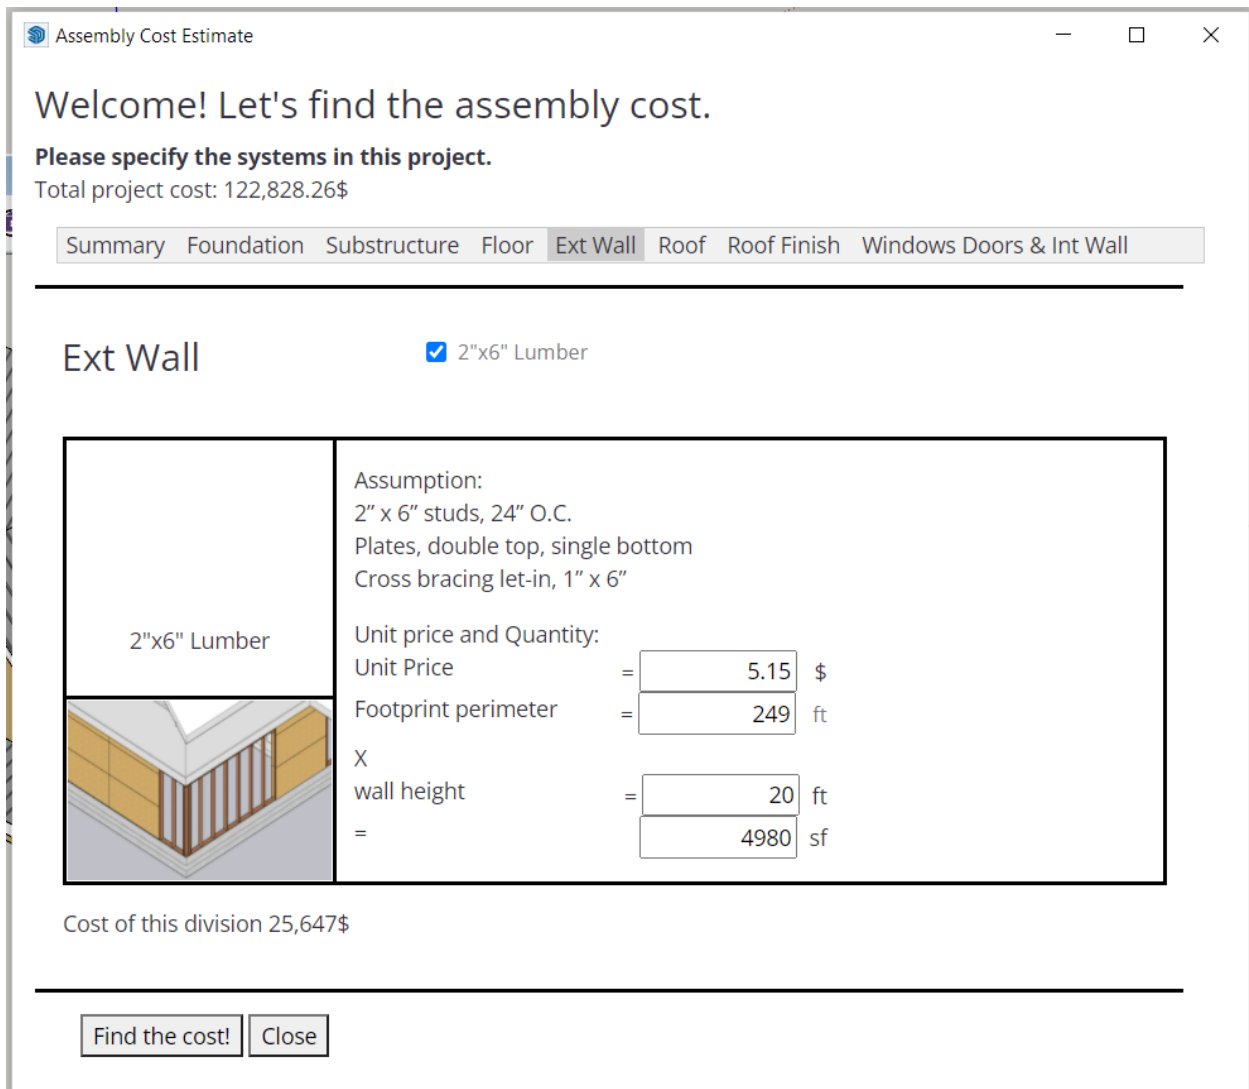 Assembly Cost Estimate
Welcome! Let's find the assembly cost.
Please specify the systems in this project.
Total project cost: 122,828.26$
Summary Foundation Substructure Floor Ext Wall Roof Roof Finish Windows Doors & Int Wall
Ext Wall
2"x6" Lumber
2"x6" Lumber
Assumption:
2” x 6” studs, 24” O.C.
Plates, double top, single bottom
Cross bracing let-in, 1” x 6”
Unit price and Quantity:
Unit Price = 5.15 $
Footprint perimeter = 249 ft
X
wall height = 20 ft
= 4980 sf
Cost of this division 25,647$
Find the cost! Close